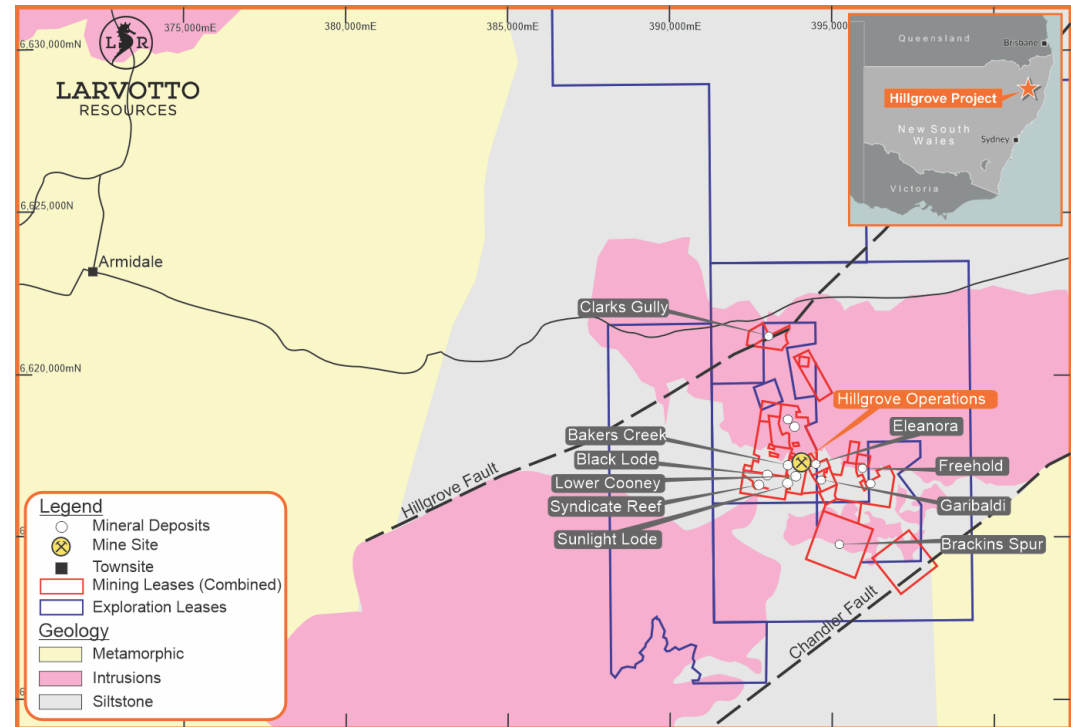 375,000mE
380,000mE
385,000mE
390,000mE
395,000mE
6,630,000mN
L R
LARVOTTO
RESOURCES
Queensland
Brisbane
Hillgrove Project
New South
Wales
Sydney
Victoria
6,625,000N
Armidale
Clarks Gully
6,620,000mN
Hillgrove Operations
Bakers Creek
Eleanora
Black Lode
Freehold
Lower Cooney
Hillgrove Fault
Syndicate Reef
Garibaldi
Sunlight Lode
Brackins Spur
Chandler Fault
Legend
Mineral Deposits
Mine Site
Townsite
Mining Leases (Combined)
Exploration Leases
Geology
Metamorphic
Intrusions
Siltstone